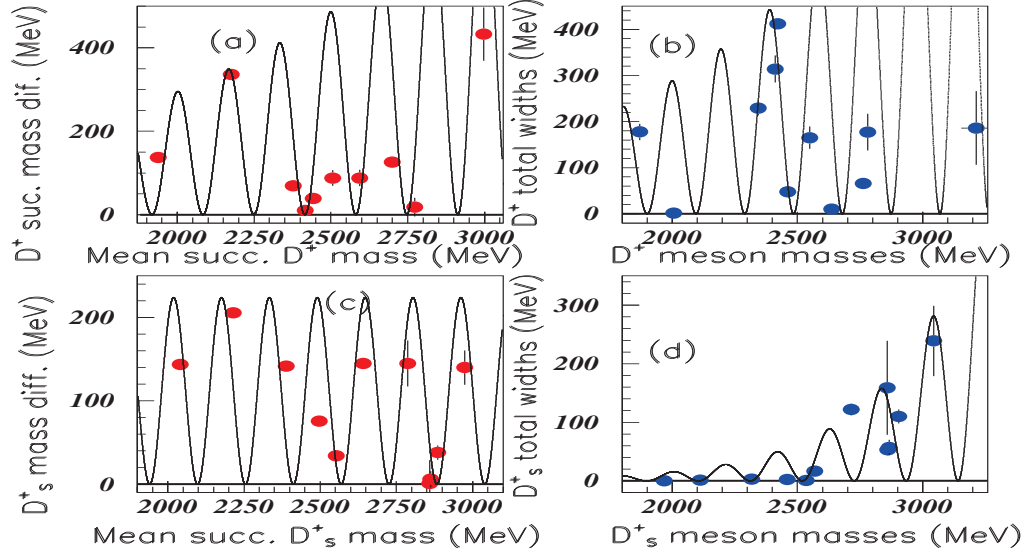 D⁺ suc. mass dif. (MeV)
400
200
0
(a)
2000 2250 2500 2750 3000
Mean succ. D⁺ mass (MeV)
D⁺ total widths (MeV)
400
300
200
100
0
(b)
2000 2500 3000
D⁺ meson masses (MeV)
D⁺ₛ mass diff. (MeV)
200
100
0
(c)
2000 2250 2500 2750 3000
Mean succ. D⁺ₛ mass (MeV)
D⁺ₛ total widths (MeV)
300
200
100
0
(d)
2000 2500 3000
D⁺ₛ meson masses (MeV)